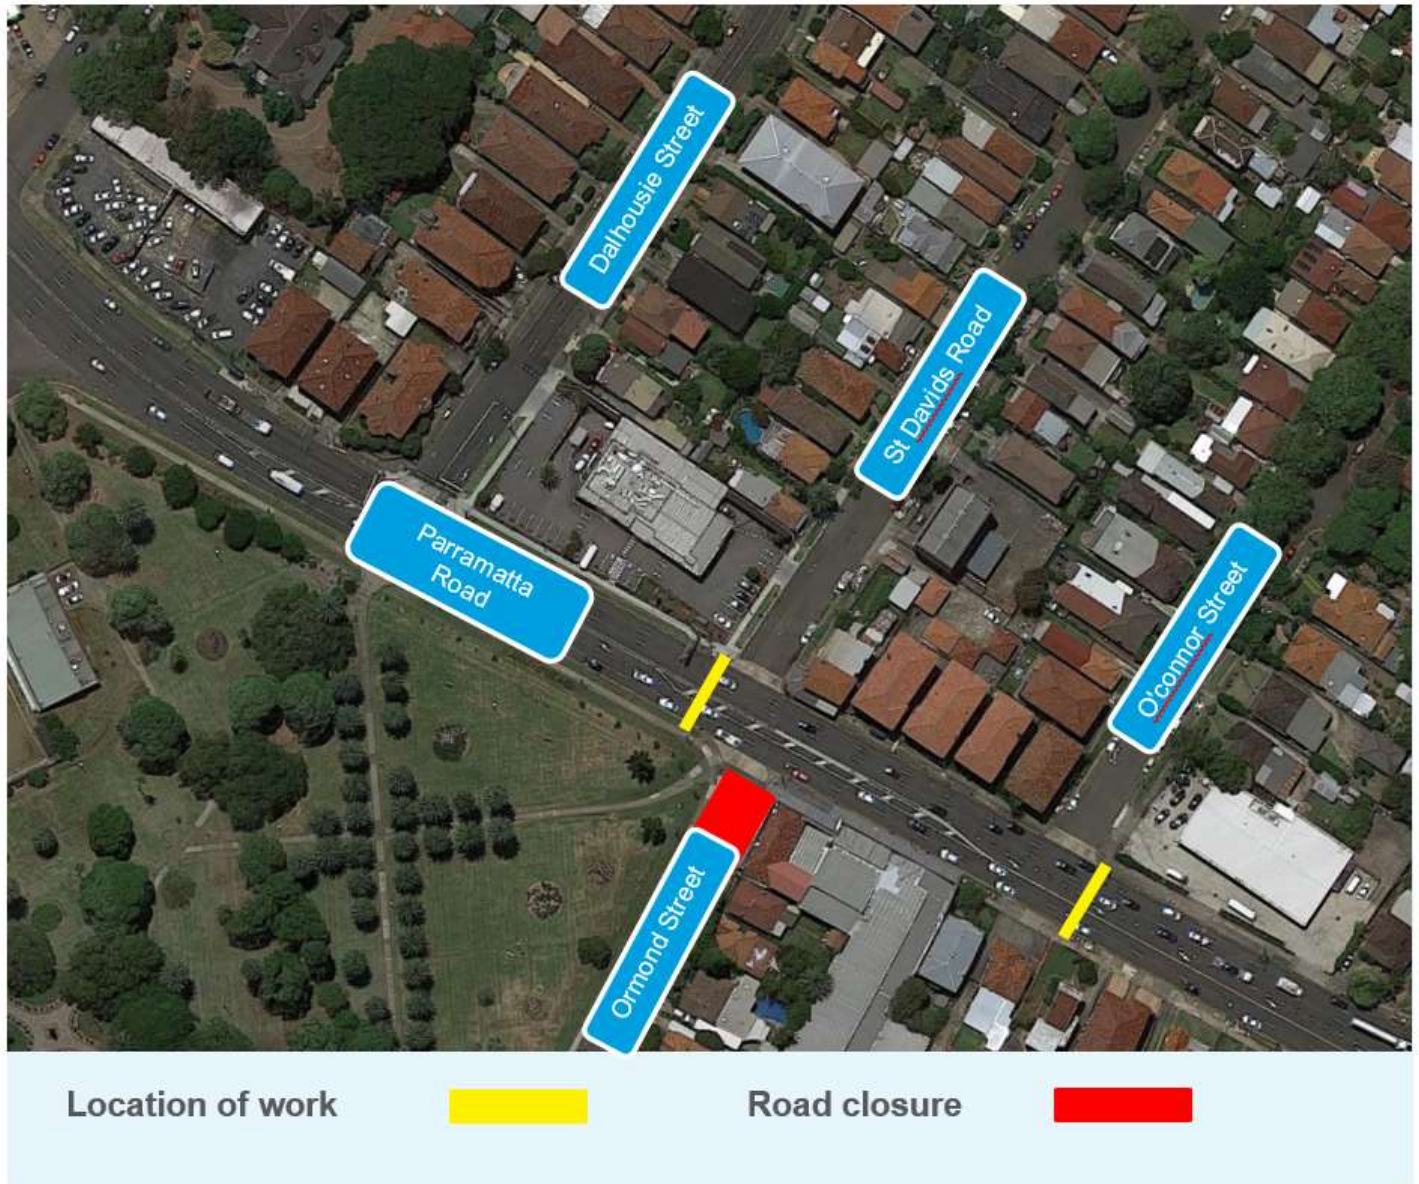 Dalhousie Street
St Davids Road
Parramatta
Road
O'connor Street
Ormond Street
Location of work
Road closure